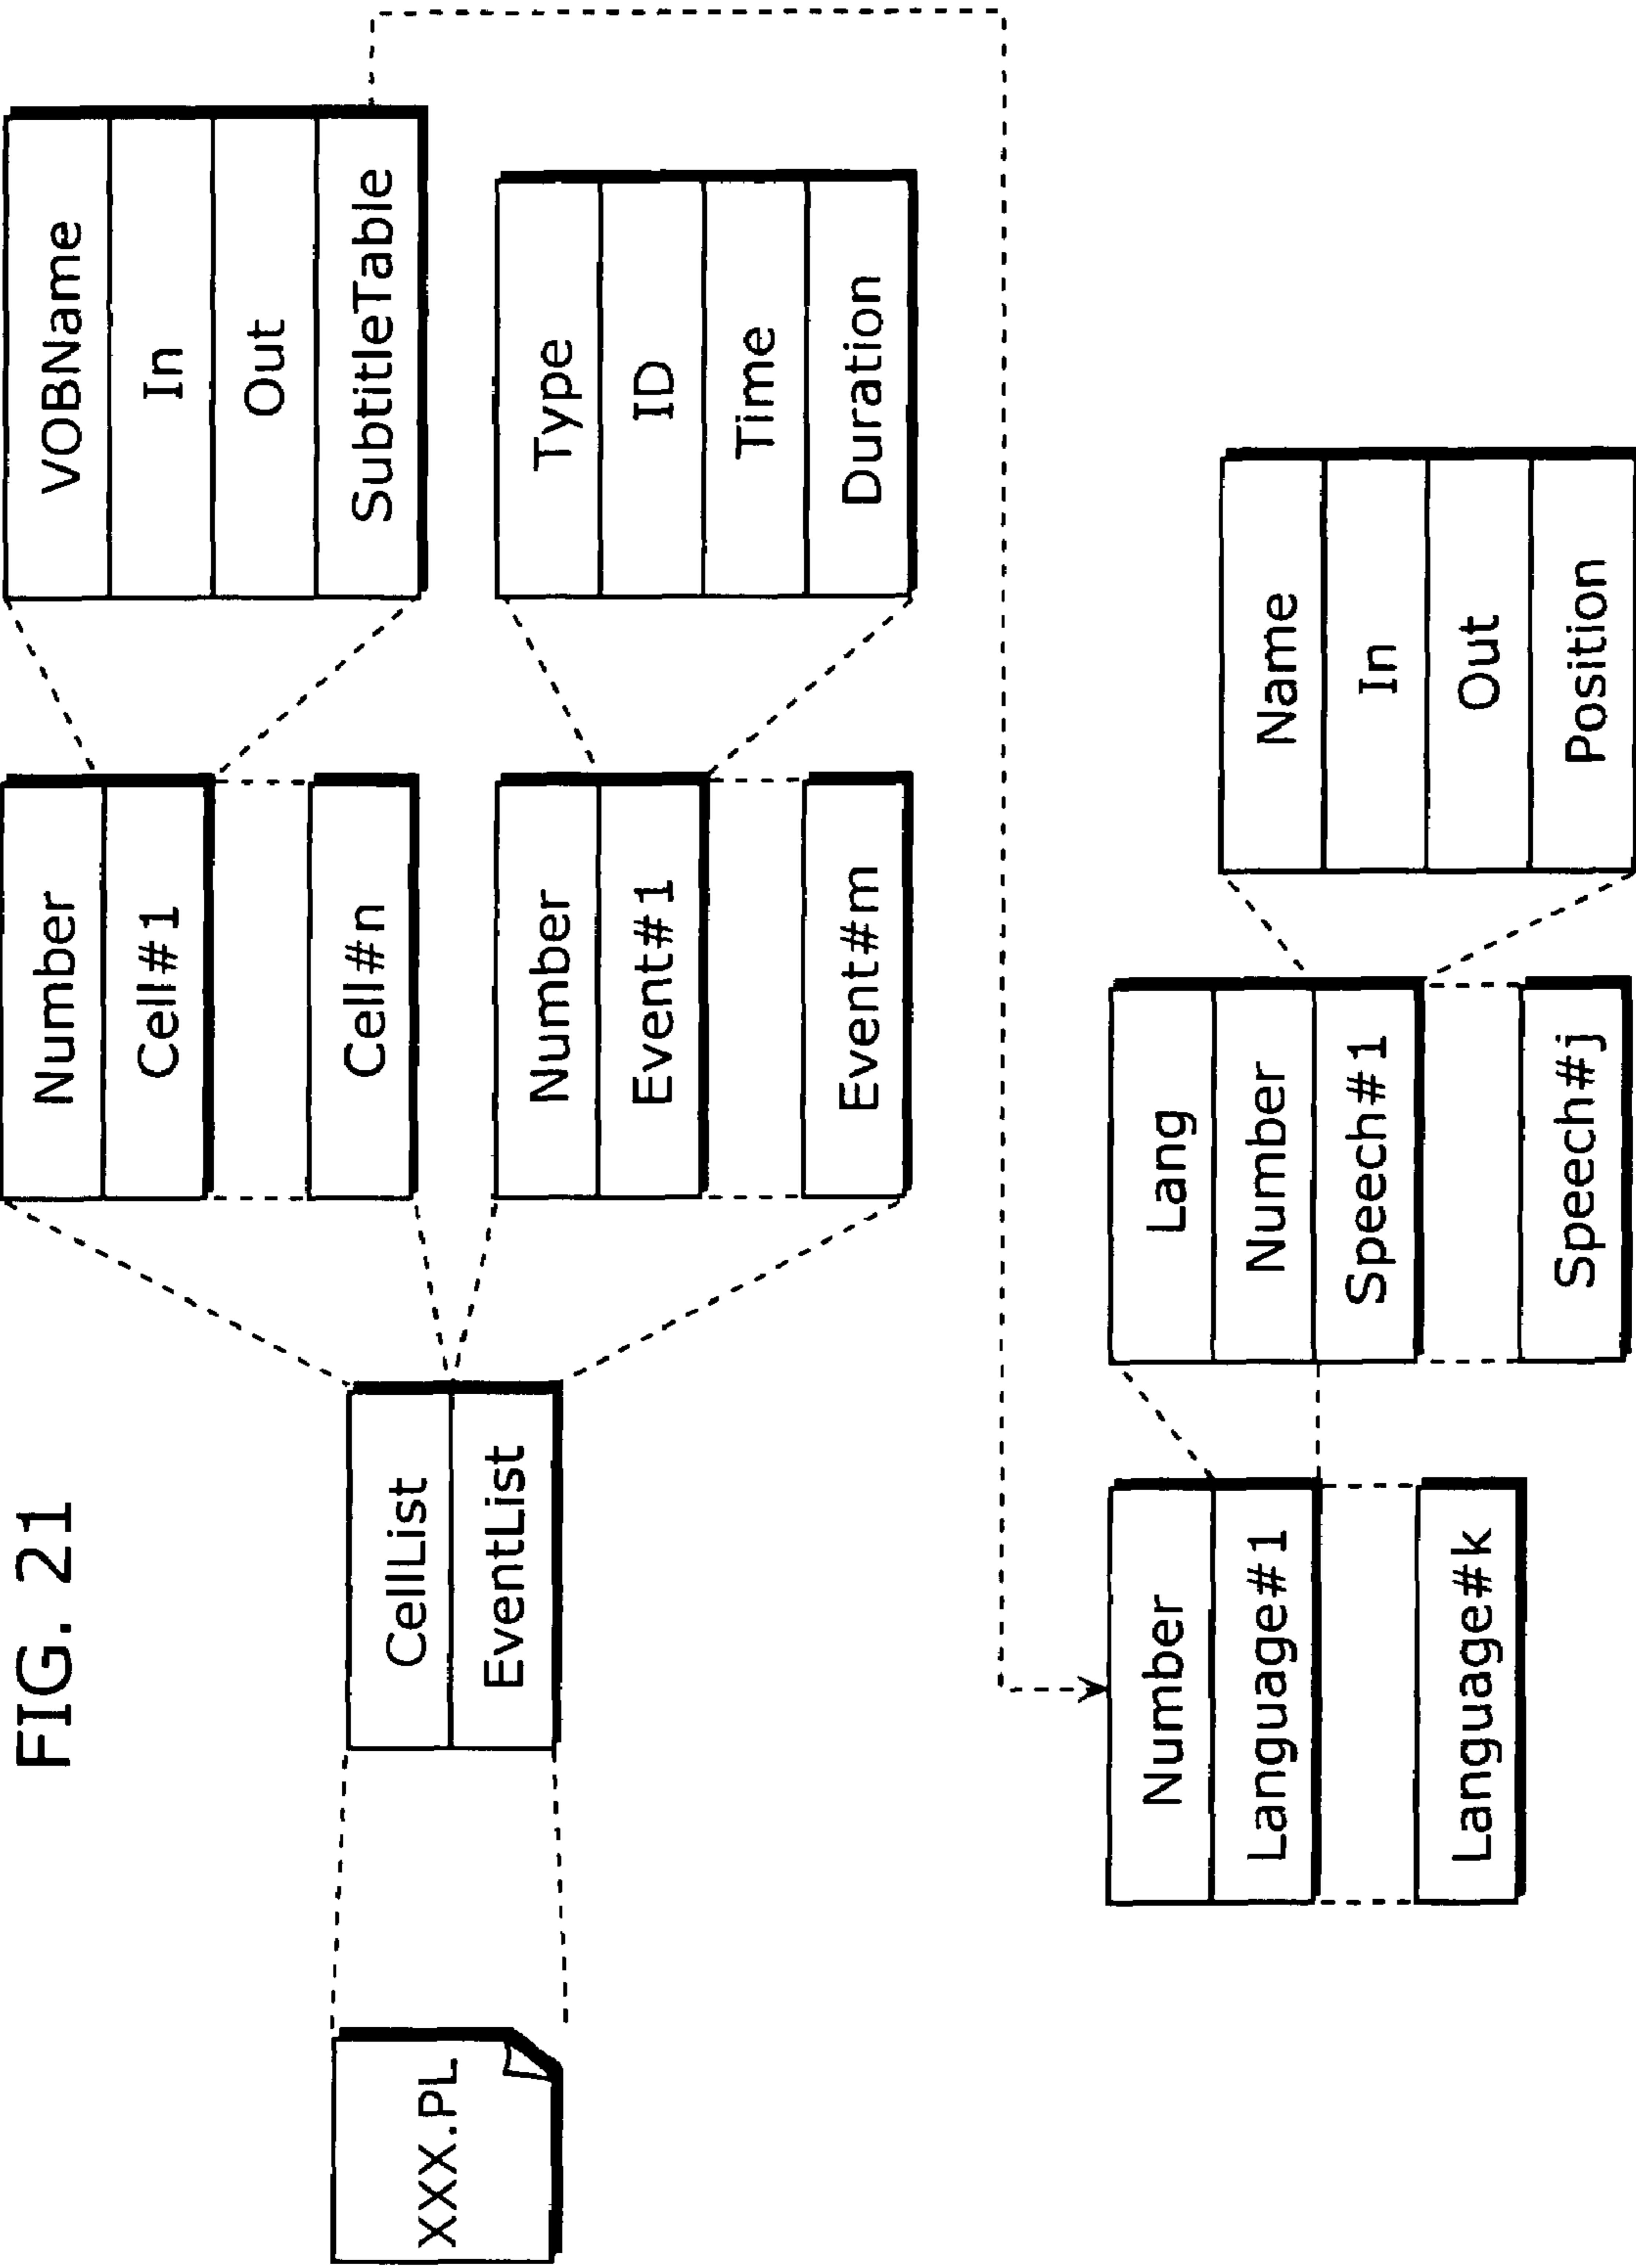 FIG. 21
XXX.PL
CellList
EventList
Number
Cell#1
Cell#n
Number
Event#1
Event#m
VOBName
In
Out
SubtitleTable
Type
ID
Time
Duration
Number
Language#1
Language#k
Lang
Number
Speech#1
Speech#j
Name
In
Out
Position